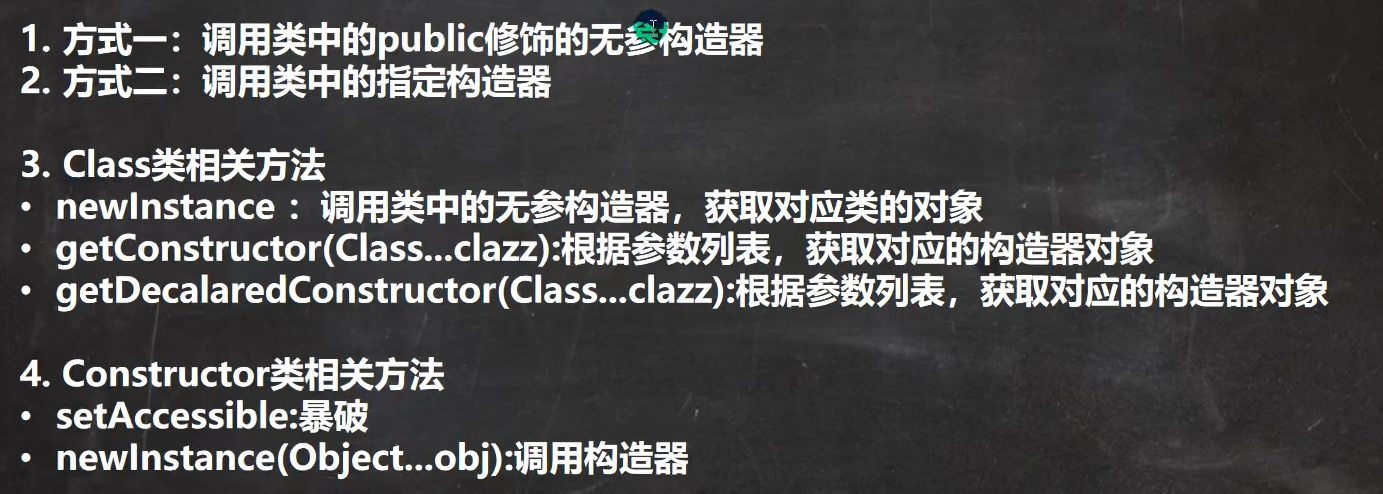 1. 方式一：调用类中的public修饰的无参构造器
2. 方式二：调用类中的指定构造器
3. Class类相关方法
• newInstance ：调用类中的无参构造器，获取对应类的对象
• getConstructor(Class...clazz):根据参数列表，获取对应的构造器对象
• getDecalaredConstructor(Class...clazz):根据参数列表，获取对应的构造器对象
4. Constructor类相关方法
• setAccessible:暴破
• newInstance(Object...obj):调用构造器